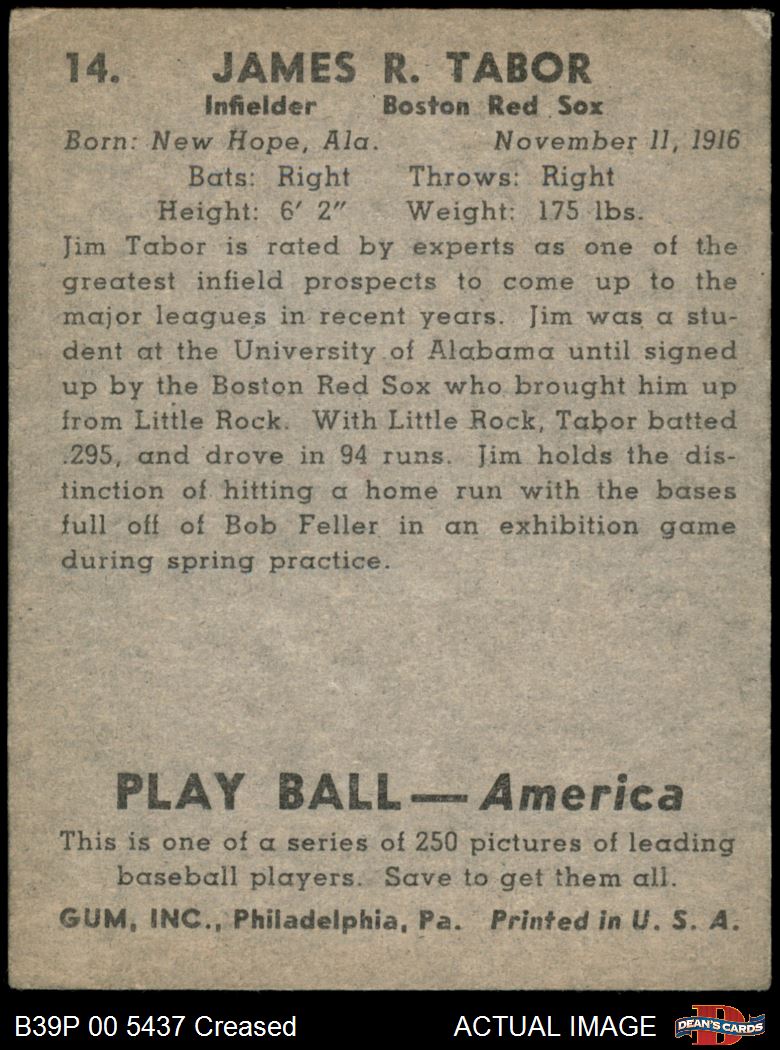 14. JAMES R. TABOR
Infielder Boston Red Sox
Born: New Hope, Ala. November 11, 1916
Bats: Right Throws: Right
Height: 6′ 2″ Weight: 175 lbs.
Jim Tabor is rated by experts as one of the
greatest infield prospects to come up to the
major leagues in recent years. Jim was a stu-
dent at the University of Alabama until signed
up by the Boston Red Sox who brought him up
from Little Rock. With Little Rock, Tabor batted
.295, and drove in 94 runs. Jim holds the dis-
tinction of hitting a home run with the bases
full off of Bob Feller in an exhibition game
during spring practice.
PLAY BALL — America
This is one of a series of 250 pictures of leading
baseball players. Save to get them all.
GUM, INC., Philadelphia, Pa. Printed in U. S. A.
B39P 00 5437 Creased ACTUAL IMAGE D DEAN'S CARDS